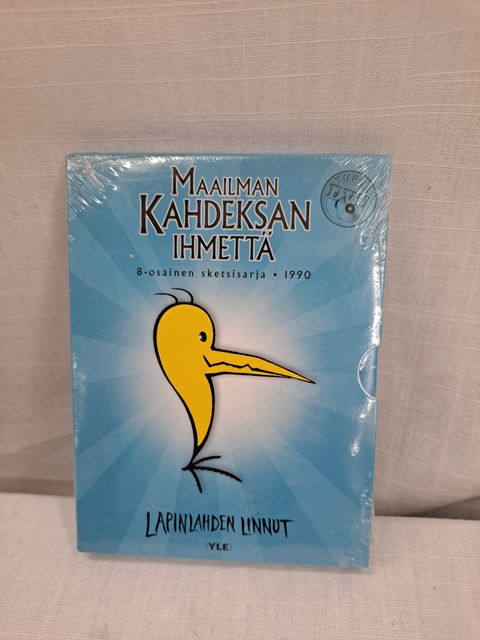 MAAILMAN
KAHDEKSAN
IHMETTÄ
8-osainen sketsisarja • 1990
LAPINLAHDEN LINNUT
YLE